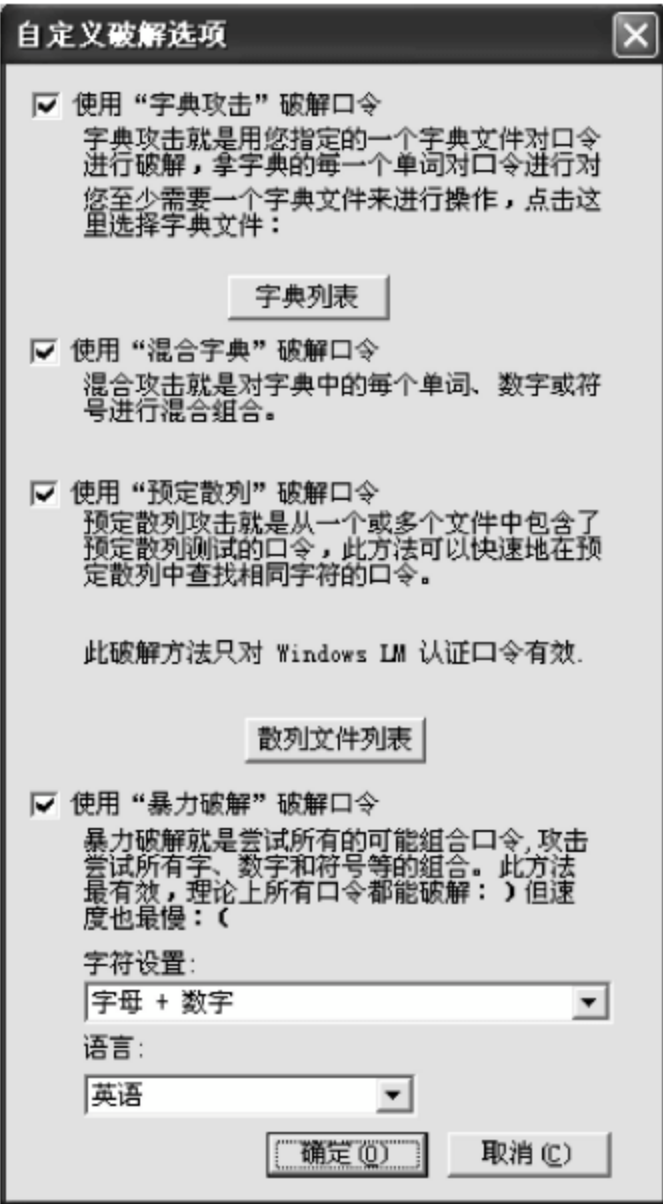 自定义破解选项
使用“字典攻击”破解口令
字典攻击就是用您指定的一个字典文件对口令
进行破解，拿字典的每一个单词对口令进行对
您至少需要一个字典文件来进行操作，点击这
里选择字典文件：
字典列表
使用“混合字典”破解口令
混合攻击就是对字典中的每个单词、数字或符
号进行混合组合。
使用“预定散列”破解口令
预定散列攻击就是从一个或多个文件中包含了
预定散列测试的口令，此方法可以快速地在预
定散列中查找相同字符的口令。
此破解方法只对 Windows LM 认证口令有效.
散列文件列表
使用“暴力破解”破解口令
暴力破解就是尝试所有的可能组合口令,攻击
尝试所有字、数字和符号等的组合。此方法
最有效，理论上所有口令都能破解：）但速
度也最慢：（
字符设置:
字母 + 数字
语言:
英语
确定(O) 取消(C)